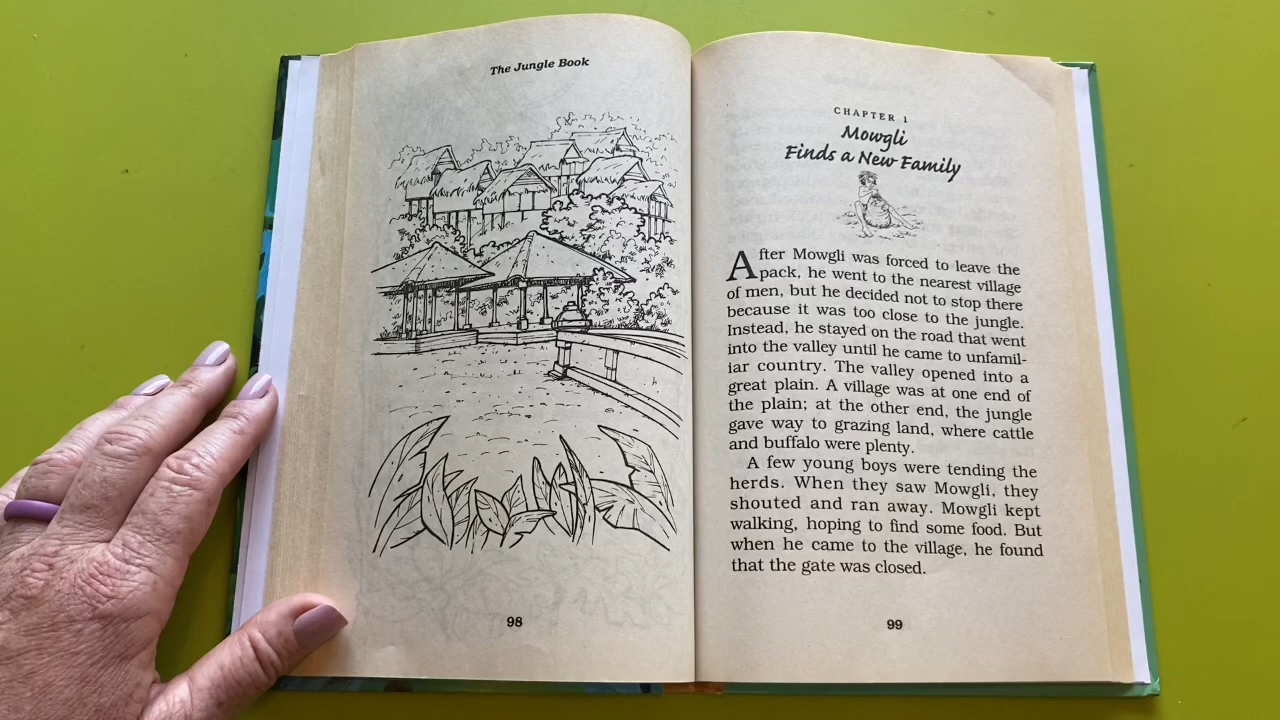 The Jungle Book
98
CHAPTER 1
Mowgli
Finds a New Family
After Mowgli was forced to leave the
pack, he went to the nearest village
of men, but he decided not to stop there
because it was too close to the jungle.
Instead, he stayed on the road that went
into the valley until he came to unfamil-
iar country. The valley opened into a
great plain. A village was at one end of
the plain; at the other end, the jungle
gave way to grazing land, where cattle
and buffalo were plenty.
A few young boys were tending the
herds. When they saw Mowgli, they
shouted and ran away. Mowgli kept
walking, hoping to find some food. But
when he came to the village, he found
that the gate was closed.
99